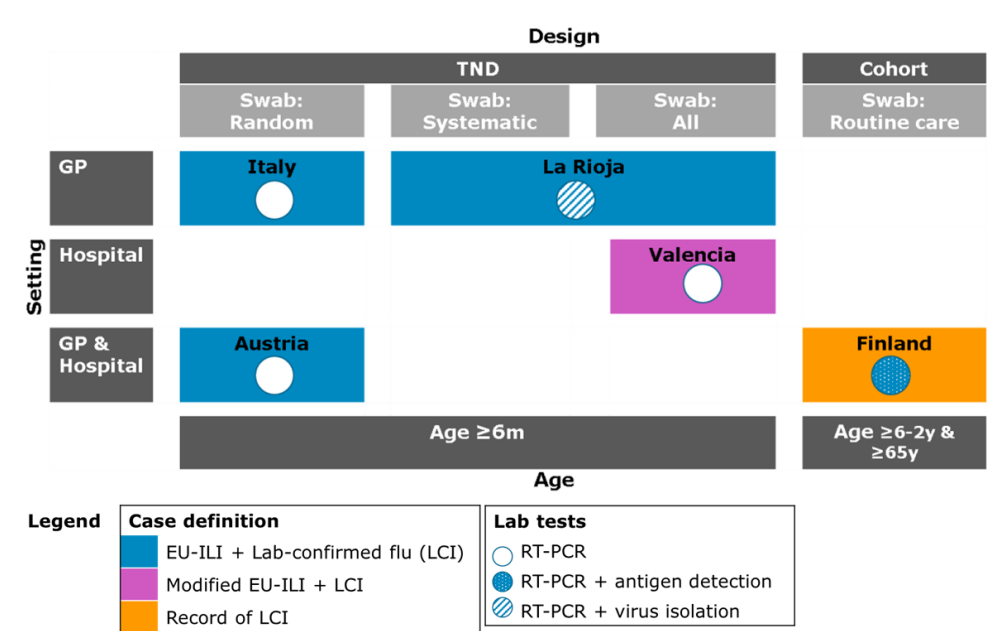 Design
TND
Cohort
Swab:
Random
Swab:
Systematic
Swab:
All
Swab:
Routine care
Setting
GP
Italy
La Rioja
Hospital
Valencia
GP &
Hospital
Austria
Finland
Age ≥6m
Age ≥6-2y &
≥65y
Age
Legend
Case definition
EU-ILI + Lab-confirmed flu (LCI)
Modified EU-ILI + LCI
Record of LCI
Lab tests
RT-PCR
RT-PCR + antigen detection
RT-PCR + virus isolation